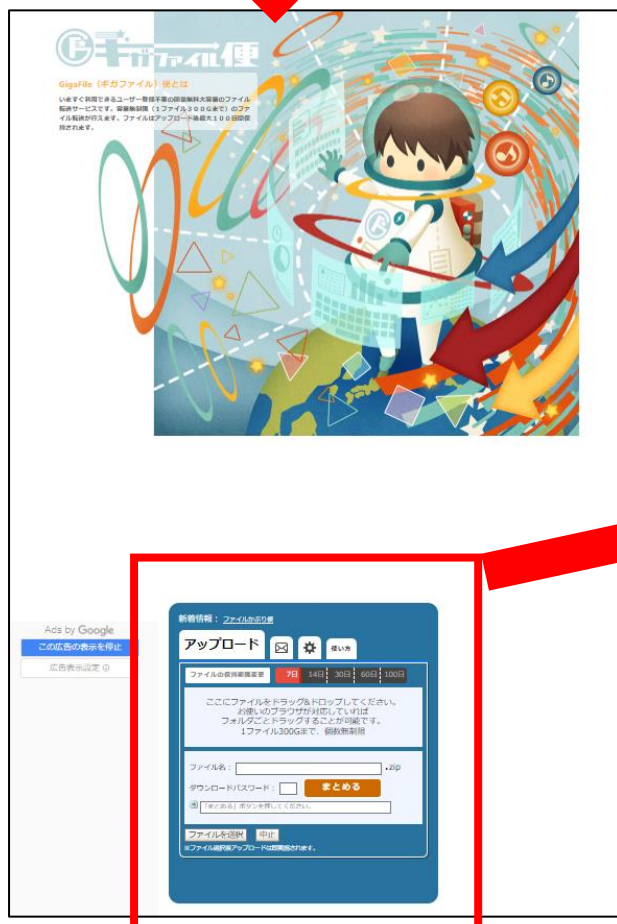 ギガファイル便
GigaFile（ギガファイル）便とは
いますぐ利用できるユーザー登録不要の容量無料大容量のファイル
転送サービスです。容量無制限（１ファイル３００Ｇまで）のファ
イル転送が行えます。ファイルはアップロード後最大１００日間保
持されます。
Ads by Google
この広告の表示を停止
広告表示設定
新着情報： ファイルかぶり便
アップロード
使い方
ファイルの保持期限変更 7日 14日 30日 60日 100日
ここにファイルをドラッグ&ドロップしてください。
お使いのブラウザが対応していれば
フォルダごとドラッグすることが可能です。
1ファイル300Gまで、個数無制限
ファイル名： .zip
ダウンロードパスワード： まとめる
「まとめる」ボタンを押してください。
ファイルを選択 中止
※ファイル選択後アップロードは即開始されます。